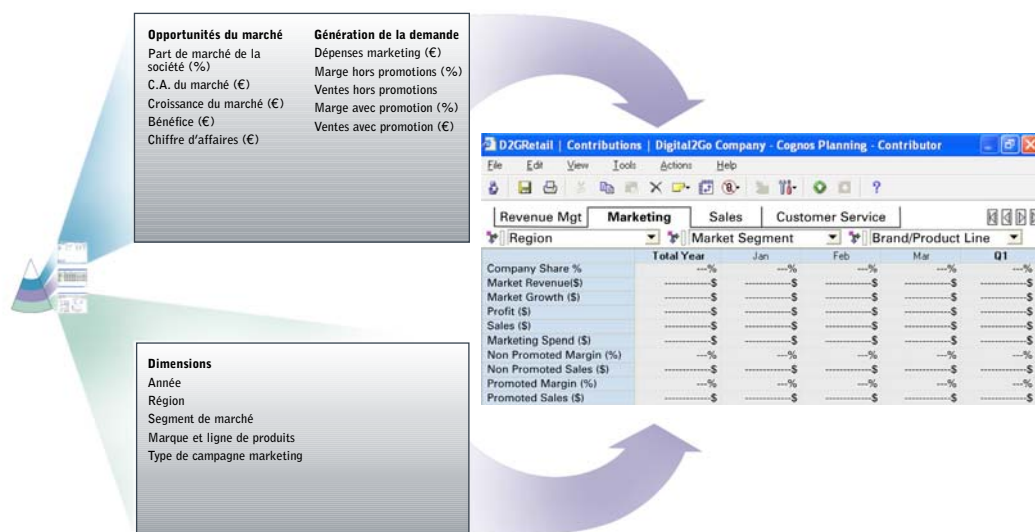 Opportunités du marché
Part de marché de la
société (%)
C.A. du marché (€)
Croissance du marché (€)
Bénéfice (€)
Chiffre d'affaires (€)
Génération de la demande
Dépenses marketing (€)
Marge hors promotions (%)
Ventes hors promotions
Marge avec promotion (%)
Ventes avec promotion (€)
D2GRetail | Contributions | Digital2Go Company - Cognos Planning - Contributor
File Edit View Tools Actions Help
Revenue Mgt Marketing Sales Customer Service
Region Market Segment Brand/Product Line
Total Year Jan Feb Mar Q1
Company Share % ---% ---% ---% ---% ---%
Market Revenue($) ------------$ ------------$ ------------$ ------------$ ------------$
Market Growth ($) ------------$ ------------$ ------------$ ------------$ ------------$
Profit ($) ------------$ ------------$ ------------$ ------------$ ------------$
Sales ($) ------------$ ------------$ ------------$ ------------$ ------------$
Marketing Spend ($) ------------$ ------------$ ------------$ ------------$ ------------$
Non Promoted Margin (%) ---% ---% ---% ---% ---%
Non Promoted Sales ($) ------------$ ------------$ ------------$ ------------$ ------------$
Promoted Margin (%) ---% ---% ---% ---% ---%
Promoted Sales ($) ------------$ ------------$ ------------$ ------------$ ------------$
Dimensions
Année
Région
Segment de marché
Marque et ligne de produits
Type de campagne marketing